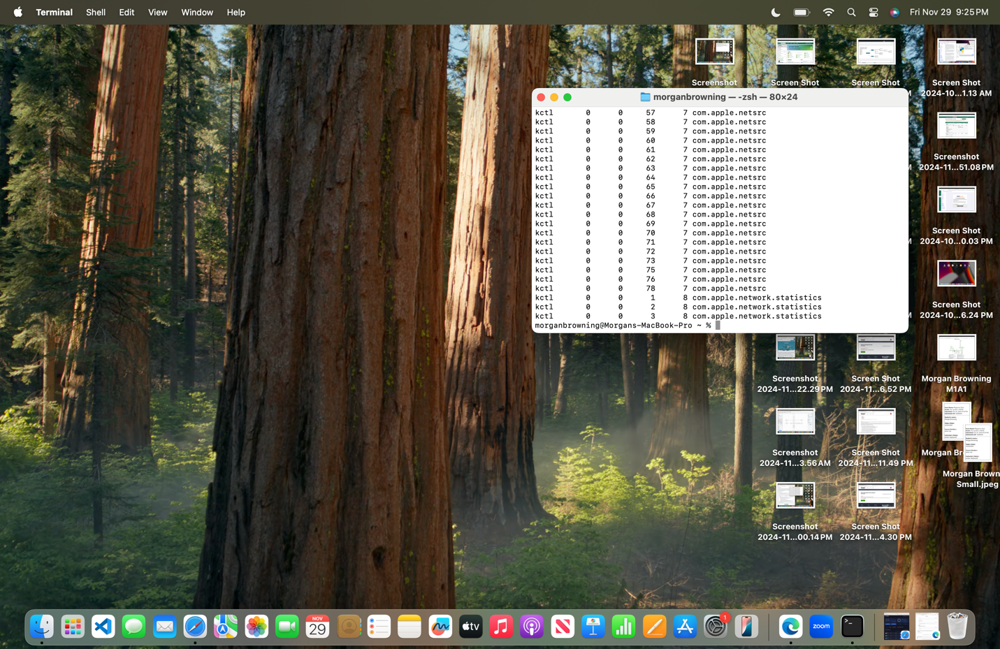 Terminal Shell Edit View Window Help
Fri Nov 29 9:25 PM
Screenshot
Screen Shot
Screen Shot
Screen Shot
2024-10...1.13 AM
morganbrowning — -zsh — 80×24
kctl 0 0 57 7 com.apple.netsrc
kctl 0 0 58 7 com.apple.netsrc
kctl 0 0 59 7 com.apple.netsrc
kctl 0 0 60 7 com.apple.netsrc
kctl 0 0 61 7 com.apple.netsrc
kctl 0 0 62 7 com.apple.netsrc
kctl 0 0 63 7 com.apple.netsrc
kctl 0 0 64 7 com.apple.netsrc
kctl 0 0 65 7 com.apple.netsrc
kctl 0 0 66 7 com.apple.netsrc
kctl 0 0 67 7 com.apple.netsrc
kctl 0 0 68 7 com.apple.netsrc
kctl 0 0 69 7 com.apple.netsrc
kctl 0 0 70 7 com.apple.netsrc
kctl 0 0 71 7 com.apple.netsrc
kctl 0 0 72 7 com.apple.netsrc
kctl 0 0 73 7 com.apple.netsrc
kctl 0 0 75 7 com.apple.netsrc
kctl 0 0 76 7 com.apple.netsrc
kctl 0 0 78 7 com.apple.netsrc
kctl 0 0 1 8 com.apple.network.statistics
kctl 0 0 2 8 com.apple.network.statistics
kctl 0 0 3 8 com.apple.network.statistics
morganbrowning@Morgans-MacBook-Pro ~ %
Screenshot
2024-11...51.08 PM
Screen Shot
2024-10...0.03 PM
Screen Shot
2024-10...6.24 PM
Screenshot
2024-11...22.29 PM
Screen Shot
2024-11...6.52 PM
Morgan Browning
M1A1
Screenshot
2024-11...3.56 AM
Screen Shot
2024-11...11.49 PM
Morgan Br
Morgan Brown
Small.jpeg
Screenshot
2024-11...00.14 PM
Screen Shot
2024-11...4.30 PM
NOV
29
tv
1
zoom
>_